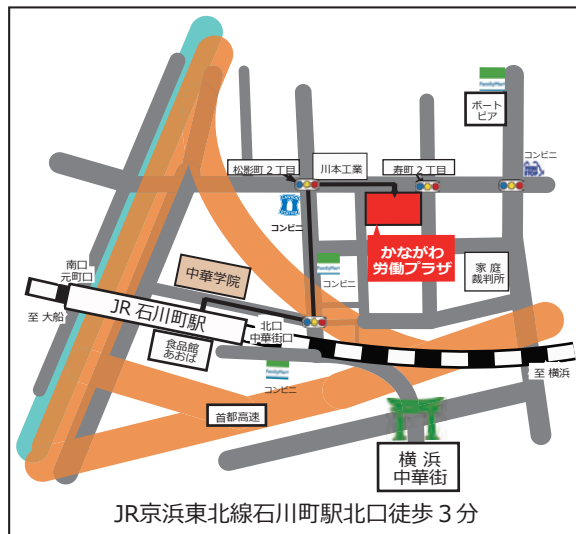 FamilyMart
ボート
ピア
コンビニ
松影町2丁目
川本工業
寿町2丁目
コンビニ
かながわ
労働プラザ
家 庭
裁判所
中華学院
FamilyMart
コンビニ
南口
元町口
JR 石川町駅
至 大船
北口
中華街口
食品館
あおば
FamilyMart
コンビニ
至 横浜
首都高速
横 浜
中華街
JR京浜東北線石川町駅北口徒歩3分